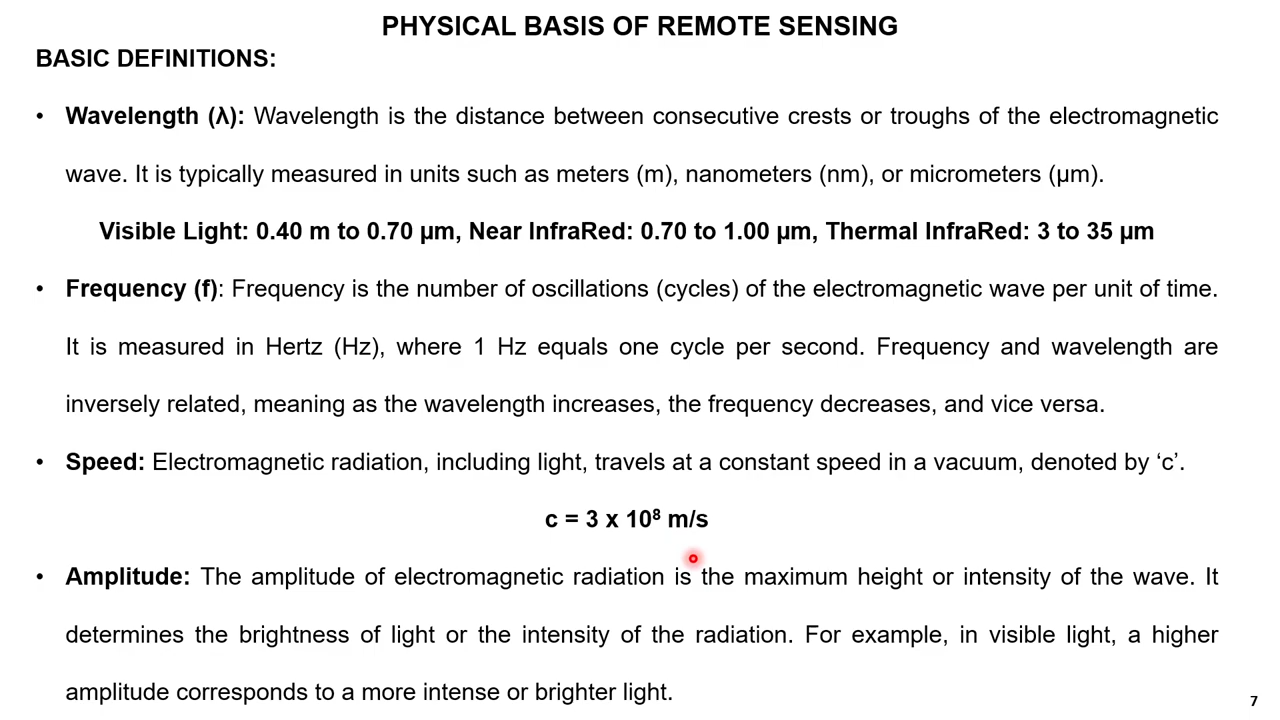 PHYSICAL BASIS OF REMOTE SENSING
BASIC DEFINITIONS:
• Wavelength (λ): Wavelength is the distance between consecutive crests or troughs of the electromagnetic
wave. It is typically measured in units such as meters (m), nanometers (nm), or micrometers (μm).
Visible Light: 0.40 m to 0.70 μm, Near InfraRed: 0.70 to 1.00 μm, Thermal InfraRed: 3 to 35 μm
• Frequency (f): Frequency is the number of oscillations (cycles) of the electromagnetic wave per unit of time.
It is measured in Hertz (Hz), where 1 Hz equals one cycle per second. Frequency and wavelength are
inversely related, meaning as the wavelength increases, the frequency decreases, and vice versa.
• Speed: Electromagnetic radiation, including light, travels at a constant speed in a vacuum, denoted by ‘c’.
c = 3 x 10⁸ m/s
• Amplitude: The amplitude of electromagnetic radiation is the maximum height or intensity of the wave. It
determines the brightness of light or the intensity of the radiation. For example, in visible light, a higher
amplitude corresponds to a more intense or brighter light.
7